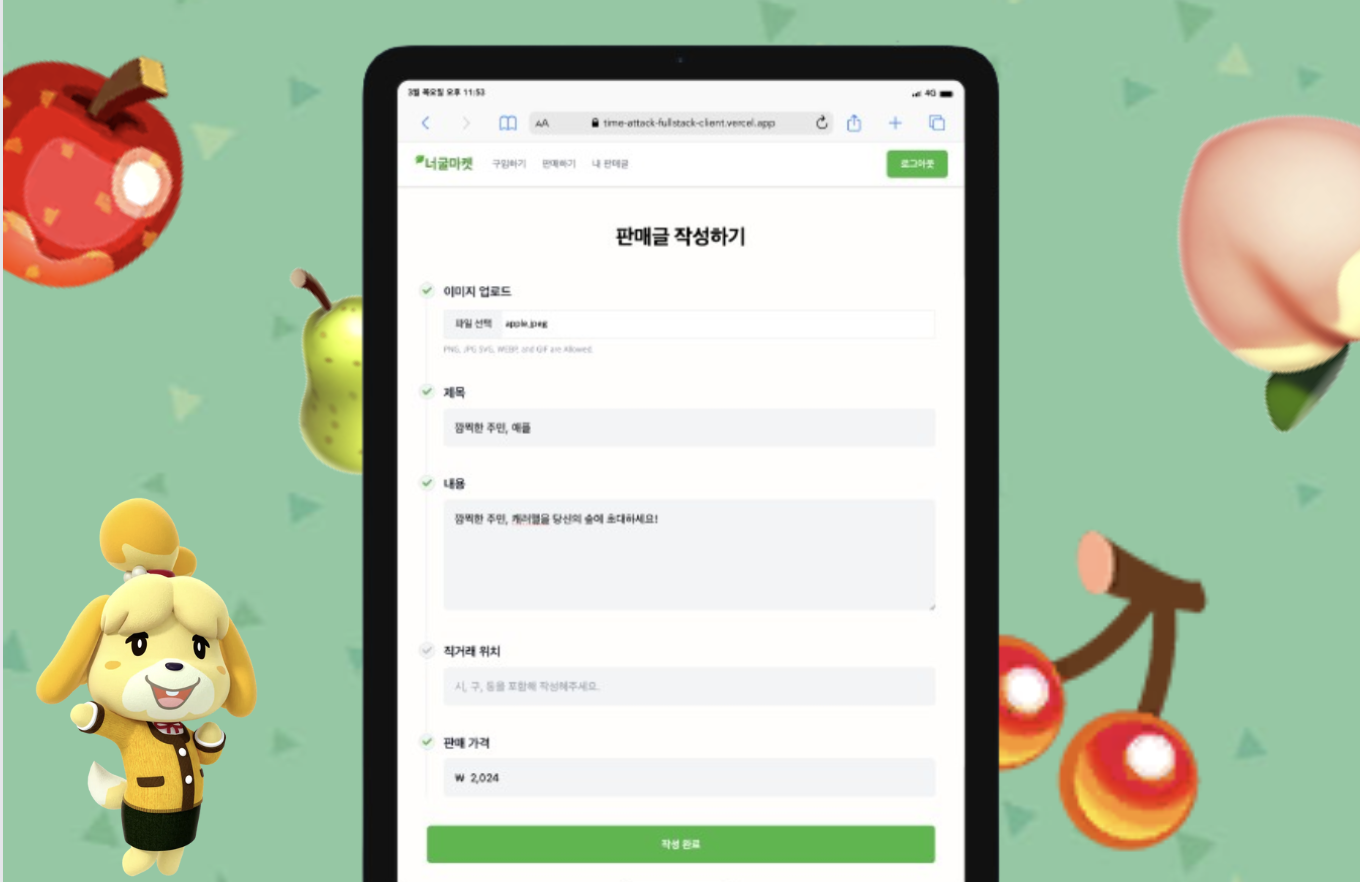 3월 목요일 오후 11:53
4G
AA
time-attack-fullstack-client.vercel.app
너굴마켓
구입하기
판매하기
내 판매글
로그아웃
판매글 작성하기
이미지 업로드
파일 선택 apple.jpeg
PNG, JPG SVG, WEBP, and GIF are Allowed.
제목
깜찍한 주민, 애플
내용
깜찍한 주민, 캐러멜을 당신의 숲에 초대하세요!
직거래 위치
시, 구, 동을 포함해 작성해주세요.
판매 가격
₩ 2,024
작성 완료